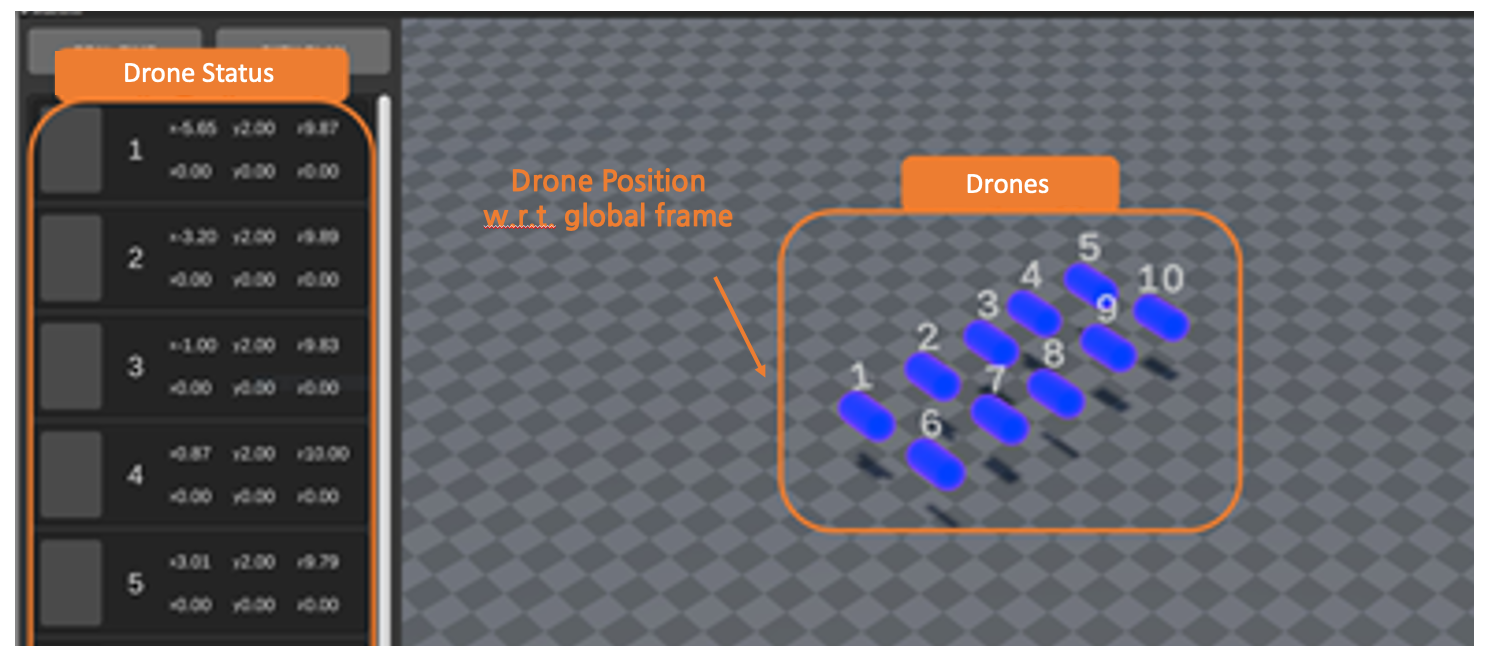 Drone Status
1 x-5.65 y2.00 z9.87
x0.00 y0.00 z0.00
2 x-3.20 y2.00 z9.89
x0.00 y0.00 z0.00
3 x-1.00 y2.00 z9.83
x0.00 y0.00 z0.00
4 x0.87 y2.00 z10.00
x0.00 y0.00 z0.00
5 x3.01 y2.00 z9.79
x0.00 y0.00 z0.00
Drone Position
w.r.t. global frame
Drones
5
4
10
3
9
2
8
1
7
6